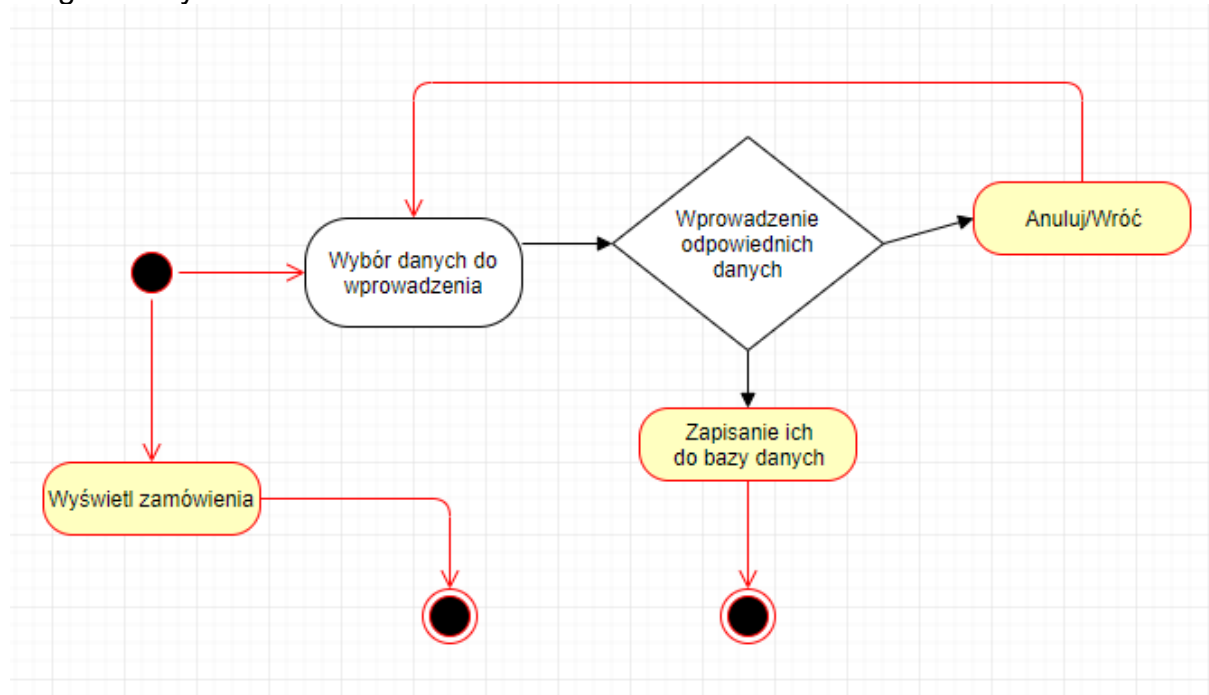 Wprowadzenie
odpowiednich
danych
Anuluj/Wróć
Wybór danych do
wprowadzenia
Zapisanie ich
do bazy danych
Wyświetl zamówienia